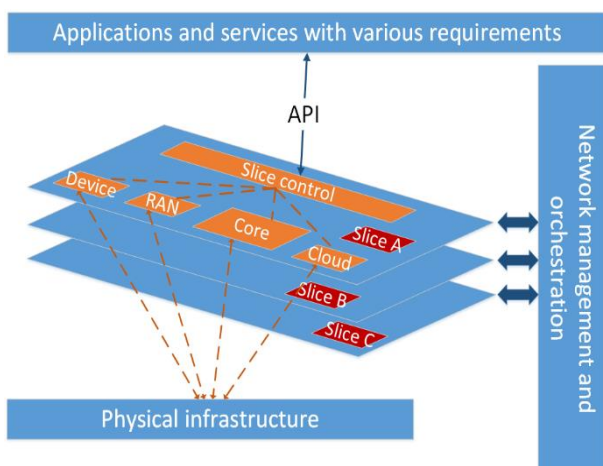 Applications and services with various requirements
API
Slice control
Device
RAN
Core
Cloud
Slice A
Slice B
Slice C
Network management and
orchestration
Physical infrastructure